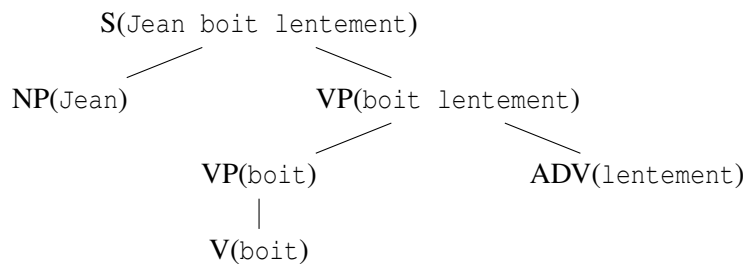 S(Jean boit lentement)
NP(Jean) VP(boit lentement)
VP(boit) ADV(lentement)
V(boit)